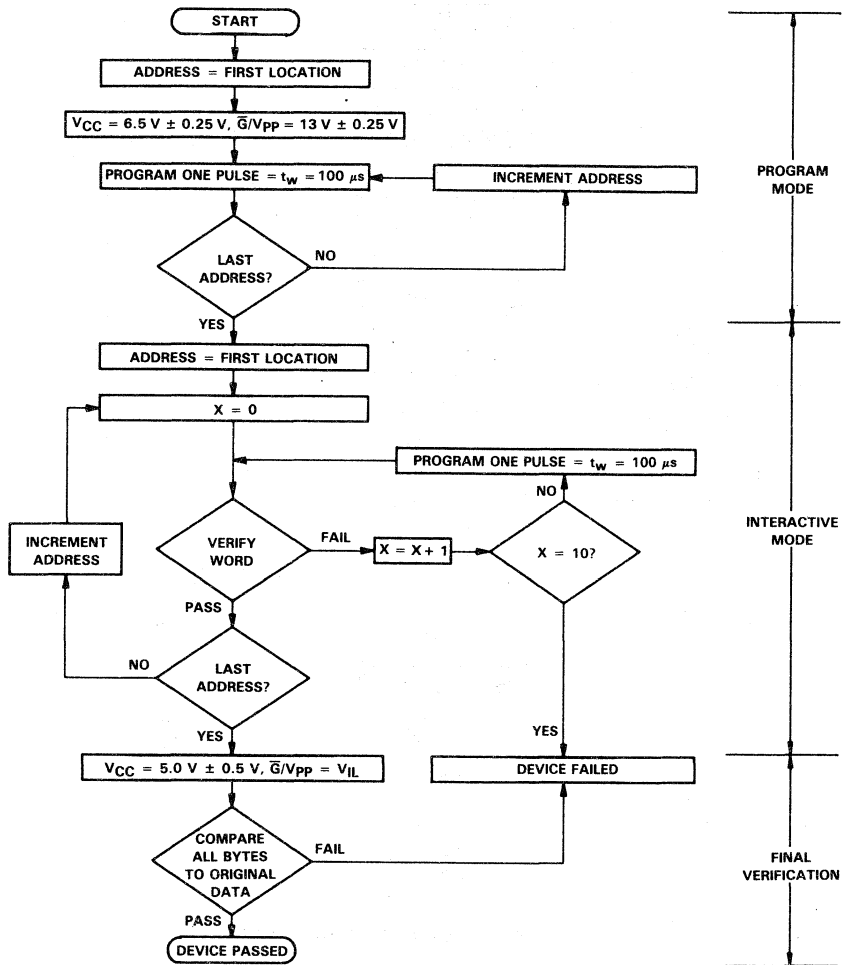 START
ADDRESS = FIRST LOCATION
VCC = 6.5 V ± 0.25 V, G̅/VPP = 13 V ± 0.25 V
PROGRAM ONE PULSE = tw = 100 μs
INCREMENT ADDRESS
PROGRAM
MODE
LAST
ADDRESS?
NO
YES
ADDRESS = FIRST LOCATION
X = 0
PROGRAM ONE PULSE = tw = 100 μs
NO
INCREMENT
ADDRESS
VERIFY
WORD
FAIL
X = X + 1
X = 10?
INTERACTIVE
MODE
PASS
NO
LAST
ADDRESS?
YES
YES
VCC = 5.0 V ± 0.5 V, G̅/VPP = VIL
DEVICE FAILED
COMPARE
ALL BYTES
TO ORIGINAL
DATA
FAIL
FINAL
VERIFICATION
PASS
DEVICE PASSED